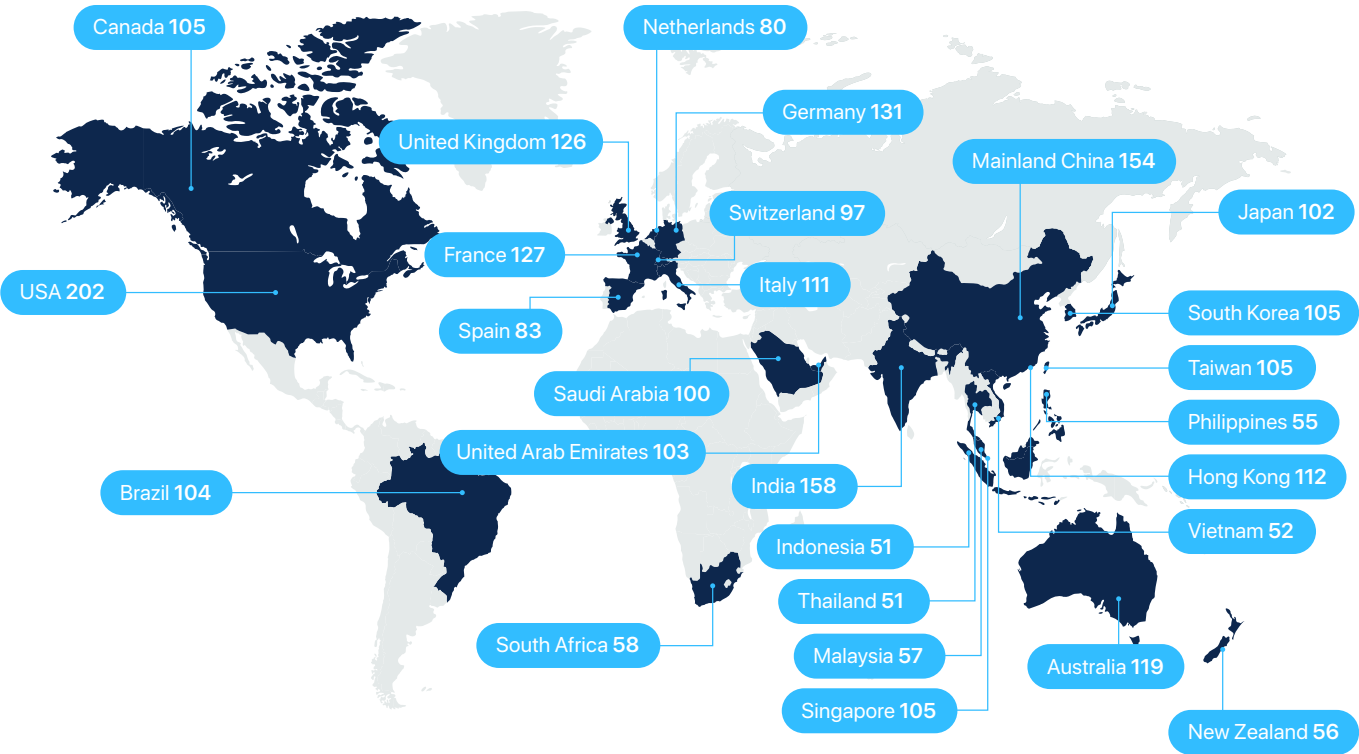 Canada 105
Netherlands 80
Germany 131
United Kingdom 126
Mainland China 154
Switzerland 97
Japan 102
France 127
Italy 111
USA 202
South Korea 105
Spain 83
Taiwan 105
Saudi Arabia 100
Philippines 55
United Arab Emirates 103
Hong Kong 112
India 158
Brazil 104
Vietnam 52
Indonesia 51
Thailand 51
South Africa 58
Malaysia 57
Australia 119
Singapore 105
New Zealand 56